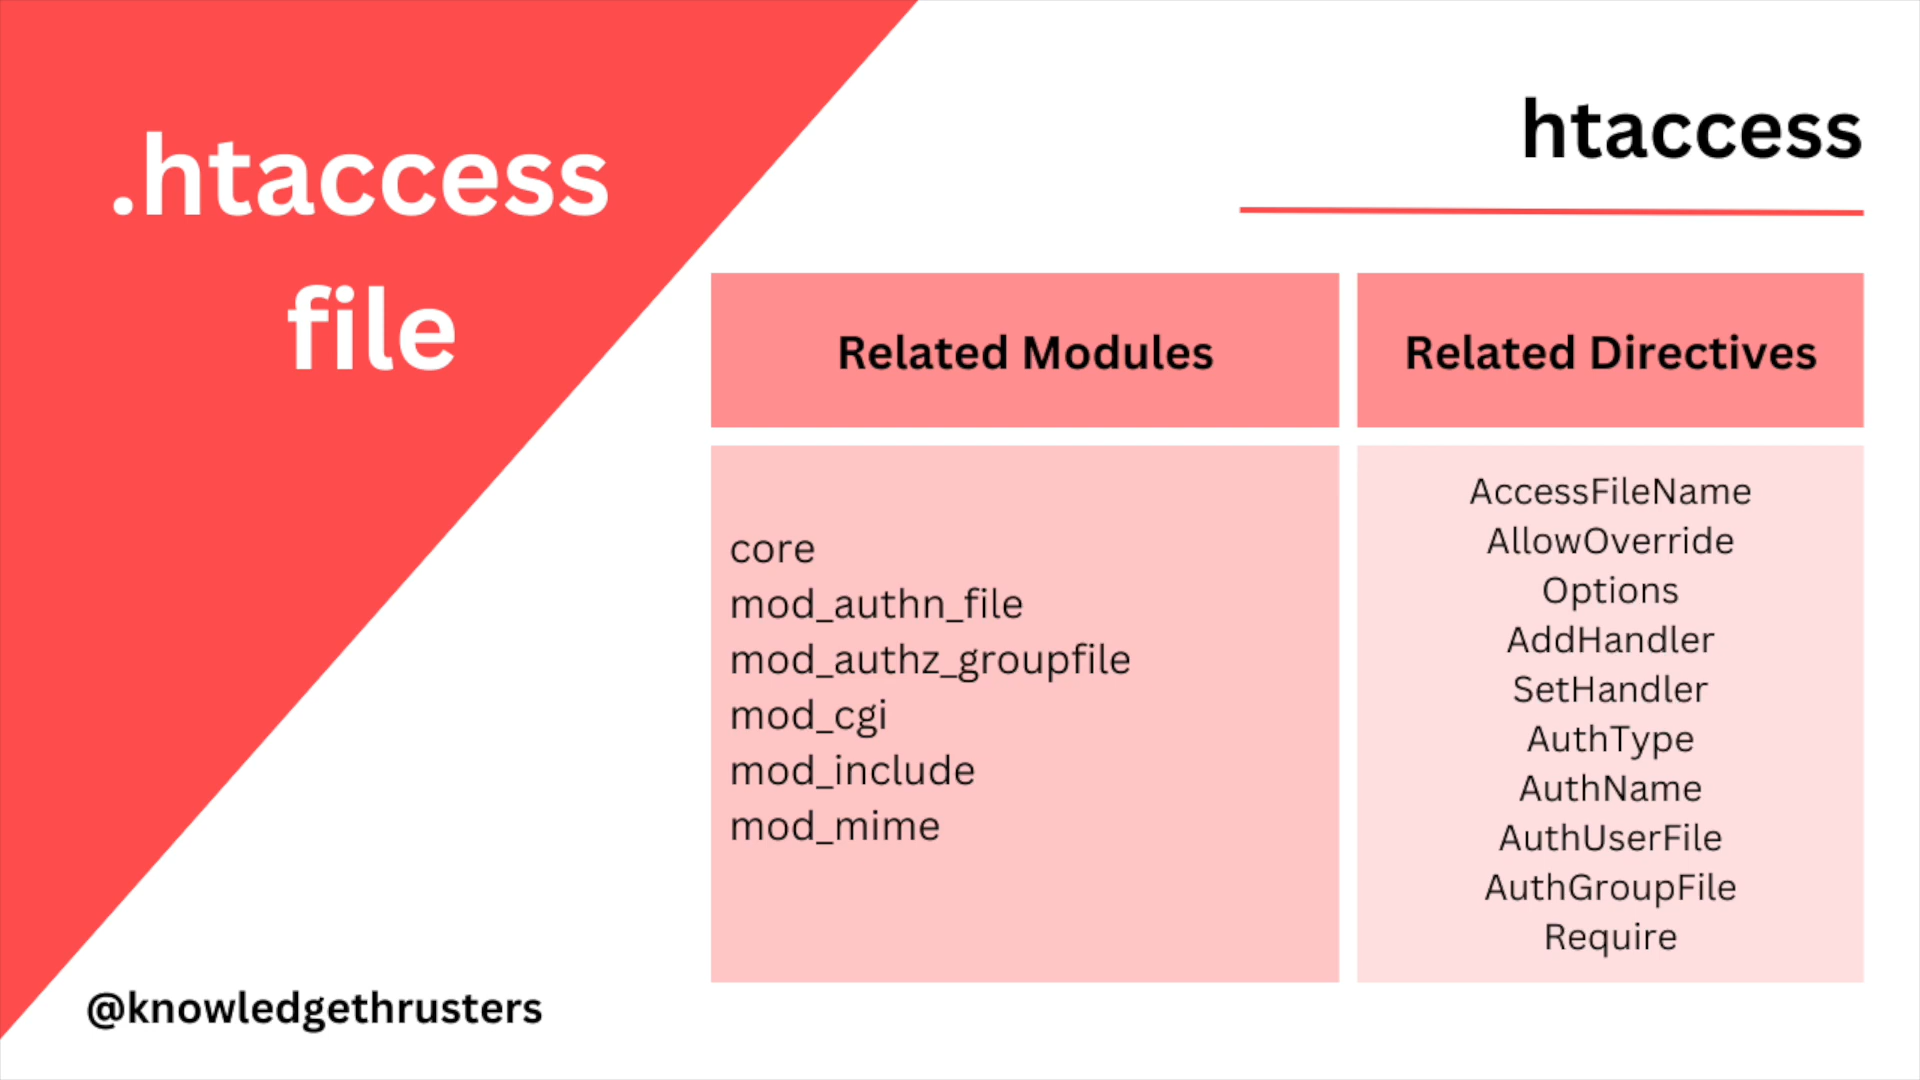 .htaccess
file
htaccess
Related Modules
Related Directives
core
mod_authn_file
mod_authz_groupfile
mod_cgi
mod_include
mod_mime
AccessFileName
AllowOverride
Options
AddHandler
SetHandler
AuthType
AuthName
AuthUserFile
AuthGroupFile
Require
@knowledgethrusters